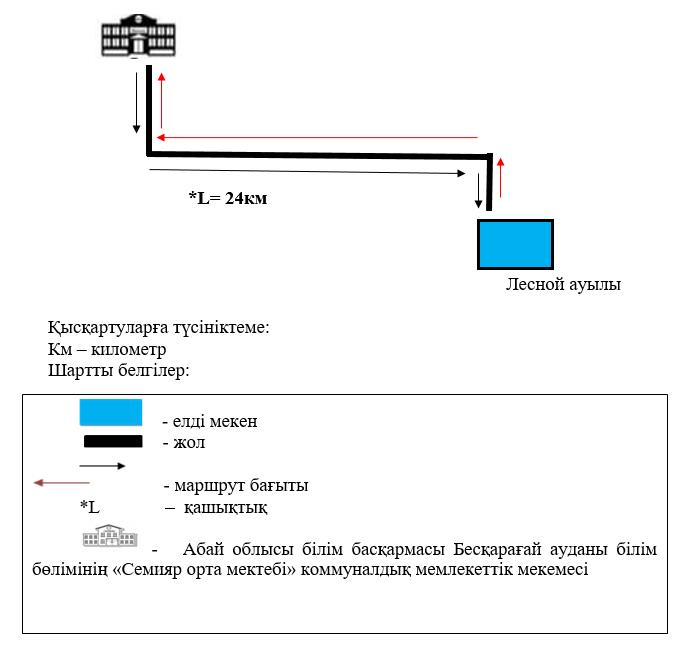 *L= 24км
Лесной ауылы
Қысқартуларға түсініктеме:
Км – километр
Шартты белгілер:
- елді мекен
- жол
- маршрут бағыты
*L – қашықтық
- Абай облысы білім басқармасы Бесқарағай ауданы білім
бөлімінің «Семияр орта мектебі» коммуналдық мемлекеттік мекемесі